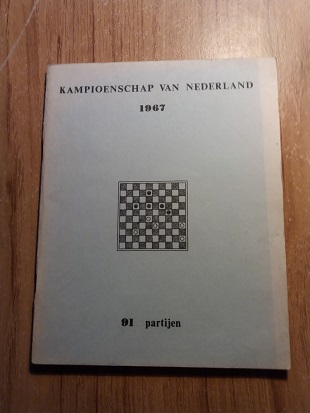 KAMPIOENSCHAP VAN NEDERLAND
1967
91 partijen